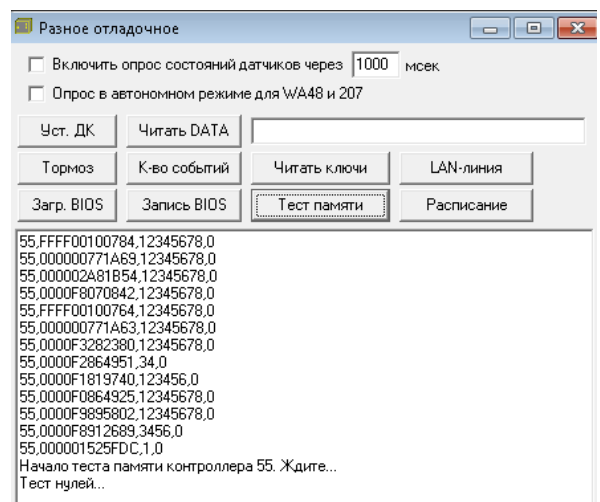 Разное отладочное
Включить опрос состояний датчиков через 1000 мсек
Опрос в автономном режиме для WA48 и 207
Уст. ДК Читать DATA
Тормоз К-во событий Читать ключи LAN-линия
Загр. BIOS Запись BIOS Тест памяти Расписание
55,FFFF00100784,12345678,0
55,000000771A69,12345678,0
55,000002A81B54,12345678,0
55,0000F8070842,12345678,0
55,FFFF00100764,12345678,0
55,000000771A63,12345678,0
55,0000F3282380,12345678,0
55,0000F2864951,34,0
55,0000F1819740,123456,0
55,0000F0864925,12345678,0
55,0000F9895802,12345678,0
55,0000F8912689,3456,0
55,000001525FDC,1,0
Начало теста памяти контроллера 55. Ждите...
Тест нулей...